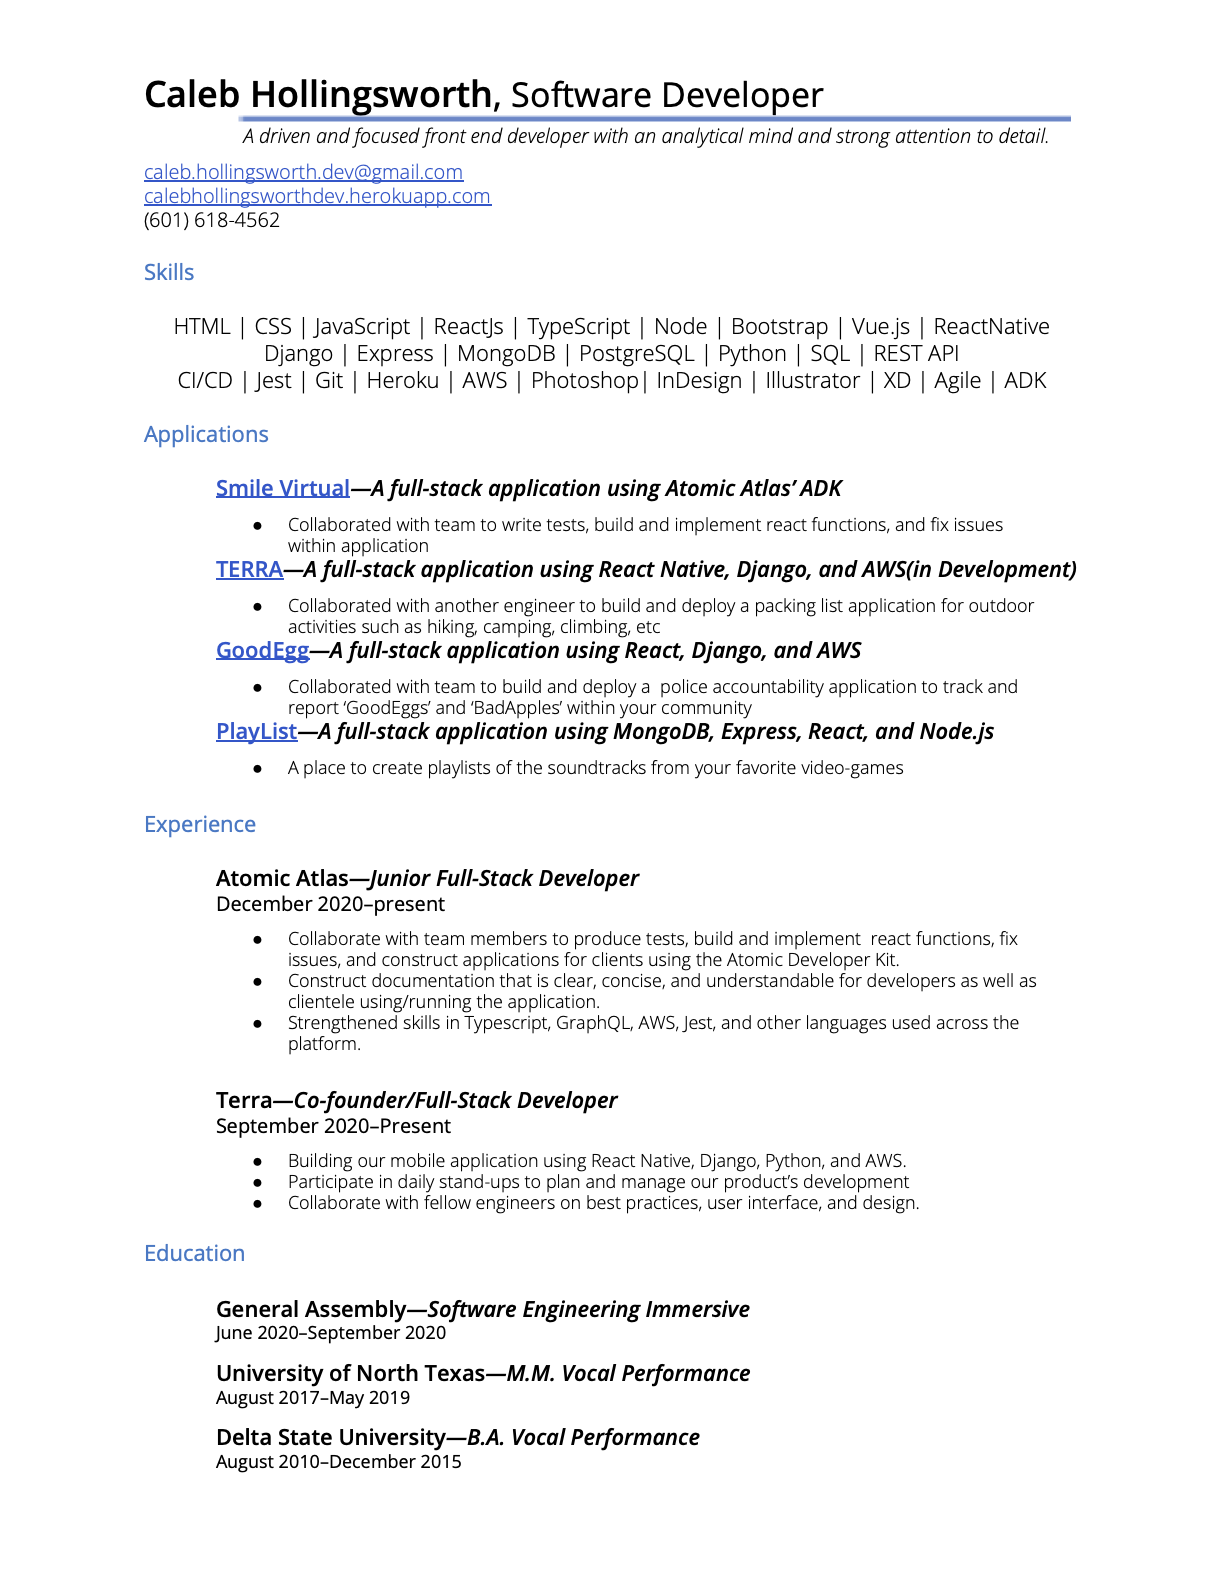 Caleb Hollingsworth, Software Developer
A driven and focused front end developer with an analytical mind and strong attention to detail.
caleb.hollingsworth.dev@gmail.com
calebhollingsworthdev.herokuapp.com
(601) 618-4562
Skills
HTML | CSS | JavaScript | ReactJs | TypeScript | Node | Bootstrap | Vue.js | ReactNative
Django | Express | MongoDB | PostgreSQL | Python | SQL | REST API
CI/CD | Jest | Git | Heroku | AWS | Photoshop| InDesign | Illustrator | XD | Agile | ADK
Applications
Smile Virtual—A full-stack application using Atomic Atlas’ ADK
● Collaborated with team to write tests, build and implement react functions, and fix issues
within application
TERRA—A full-stack application using React Native, Django, and AWS(in Development)
● Collaborated with another engineer to build and deploy a packing list application for outdoor
activities such as hiking, camping, climbing, etc
GoodEgg—A full-stack application using React, Django, and AWS
● Collaborated with team to build and deploy a  police accountability application to track and
report ‘GoodEggs’ and ‘BadApples’ within your community
PlayList—A full-stack application using MongoDB, Express, React, and Node.js
● A place to create playlists of the soundtracks from your favorite video-games
Experience
Atomic Atlas—Junior Full-Stack Developer
December 2020–present
● Collaborate with team members to produce tests, build and implement  react functions, fix
issues, and construct applications for clients using the Atomic Developer Kit.
● Construct documentation that is clear, concise, and understandable for developers as well as
clientele using/running the application.
● Strengthened skills in Typescript, GraphQL, AWS, Jest, and other languages used across the
platform.
Terra—Co-founder/Full-Stack Developer
September 2020–Present
● Building our mobile application using React Native, Django, Python, and AWS.
● Participate in daily stand-ups to plan and manage our product’s development
● Collaborate with fellow engineers on best practices, user interface, and design.
Education
General Assembly—Software Engineering Immersive
June 2020–September 2020
University of North Texas—M.M. Vocal Performance
August 2017–May 2019
Delta State University—B.A. Vocal Performance
August 2010–December 2015